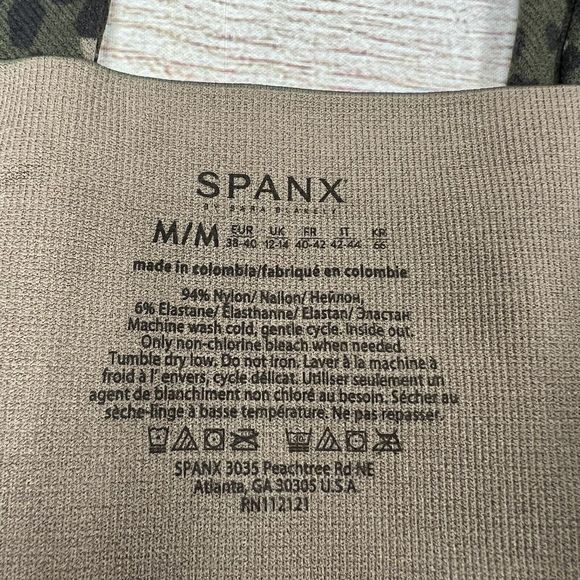 SPANX
BY SARA BLAKELY
M/M EUR 38-40 UK 12-14 FR 40-42 IT 42-44 KR 66
made in colombia/fabriqué en colombie
94% Nylon/ Nailon/ Нейлон,
6% Elastane/ Élasthanne/ Elastan/ Эластан
Machine wash cold, gentle cycle. Inside out.
Only non-chlorine bleach when needed.
Tumble dry low. Do not iron. Laver à la machine à
froid à l' envers, cycle délicat. Utiliser seulement un
agent de blanchiment non chloré au besoin. Sécher au
sèche-linge à basse température. Ne pas repasser.
SPANX 3035 Peachtree Rd NE
Atlanta, GA 30305 U.S.A.
RN112121